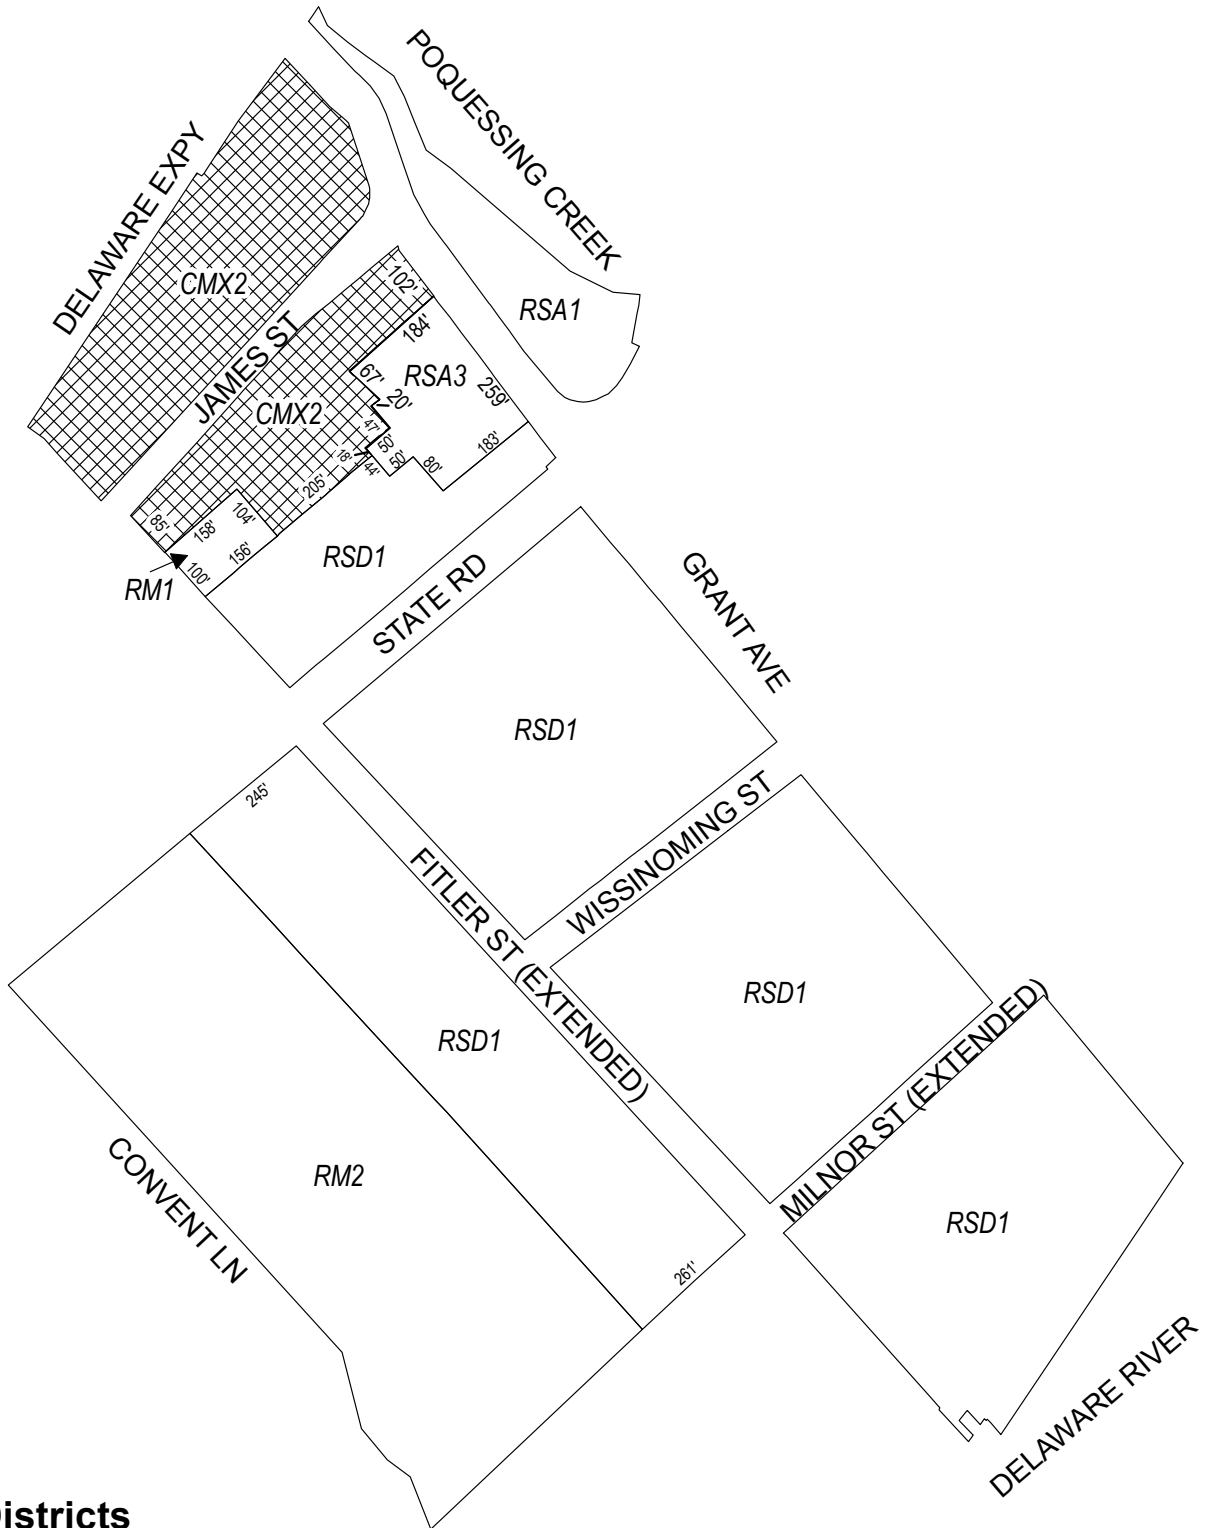 POQUESSING CREEK
DELAWARE EXPY
CMX2
102'
RSA1
184'
JAMES ST
67'
RSA3
20'
259'
CMX2
47'
50'
183'
18'
44'
50'
80'
205'
85'
158'
104'
156'
RM1
100'
RSD1
STATE RD
GRANT AVE
RSD1
245'
WISSINOMING ST
FITLER ST (EXTENDED)
RSD1
RSD1
MILNOR ST (EXTENDED)
CONVENT LN
RM2
RSD1
261'
DELAWARE RIVER
istricts